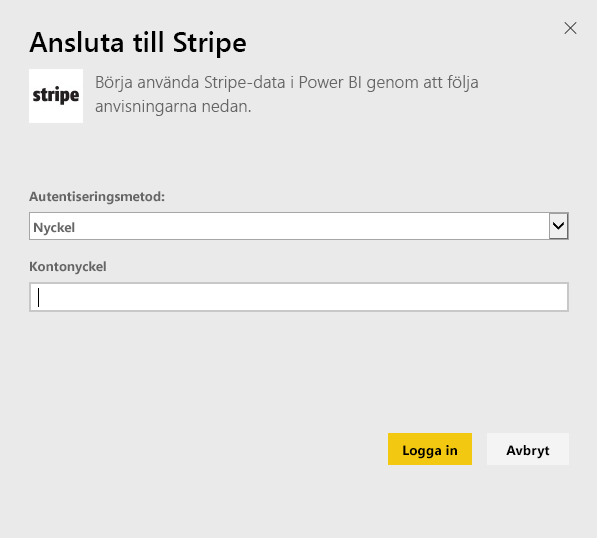 Ansluta till Stripe
stripe
Börja använda Stripe-data i Power BI genom att följa
anvisningarna nedan.
Autentiseringsmetod:
Nyckel
Kontonyckel
Logga in
Avbryt